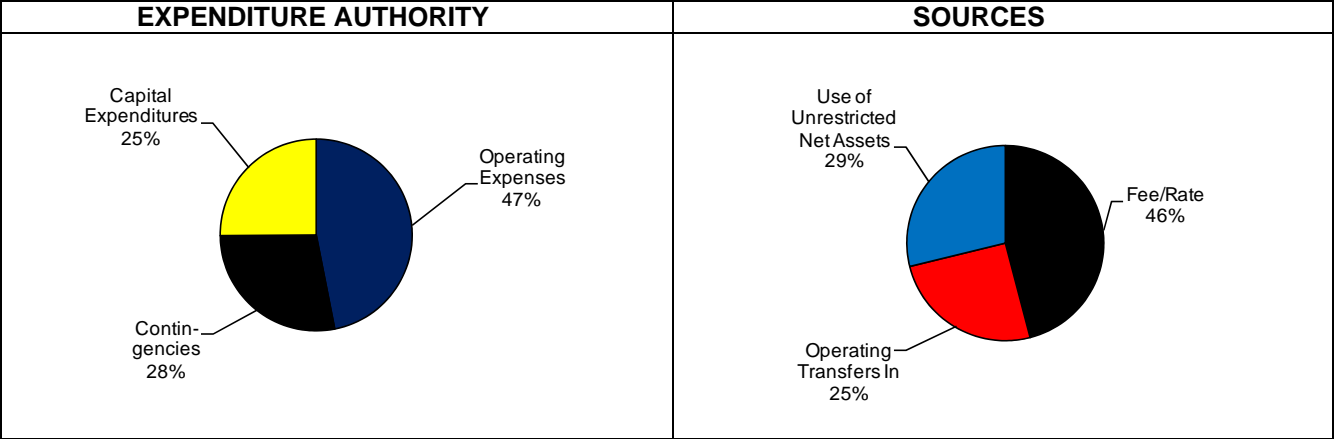 EXPENDITURE AUTHORITY
Capital
Expenditures
25%
Operating
Expenses
47%
Contin-
gencies
28%
SOURCES
Use of
Unrestricted
Net Assets
29%
Fee/Rate
46%
Operating
Transfers In
25%